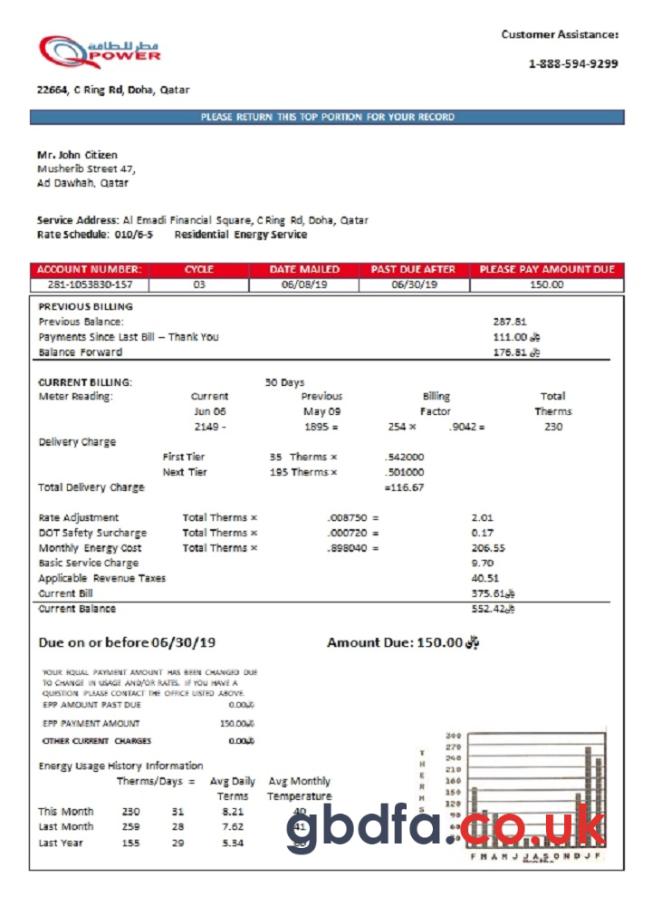 قطر للطاقة
QPOWER
Customer Assistance:
1-888-594-9299
22664, C Ring Rd, Doha, Qatar
PLEASE RETURN THIS TOP PORTION FOR YOUR RECORD
Mr. John Citizen
Musherib Street 47,
Ad Dawhah, Qatar
Service Address: Al Emadi Financial Square, C Ring Rd, Doha, Qatar
Rate Schedule: 010/6-5 Residential Energy Service
ACCOUNT NUMBER: CYCLE DATE MAILED PAST DUE AFTER PLEASE PAY AMOUNT DUE
281-1053830-157 03 06/08/19 06/30/19 150.00
PREVIOUS BILLING
Previous Balance: 287.81
Payments Since Last Bill – Thank You 111.00
Balance Forward 176.81
CURRENT BILLING: 30 Days
Meter Reading: Current Previous Billing Total
Jun 06 May 09 Factor Therms
2149 - 1895 = 254 × .9042 = 230
Delivery Charge
First Tier 35 Therms × .542000
Next Tier 195 Therms × .501000
Total Delivery Charge =116.67
Rate Adjustment Total Therms × .008750 = 2.01
DOT Safety Surcharge Total Therms × .000720 = 0.17
Monthly Energy Cost Total Therms × .898040 = 206.55
Basic Service Charge 9.70
Applicable Revenue Taxes 40.51
Current Bill 375.61
Current Balance 552.42
Due on or before 06/30/19 Amount Due: 150.00
YOUR EQUAL PAYMENT AMOUNT HAS BEEN CHANGED DUE
TO CHANGE IN USAGE AND/OR RATES. IF YOU HAVE A
QUESTION PLEASE CONTACT THE OFFICE LISTED ABOVE.
EPP AMOUNT PAST DUE 0.00
EPP PAYMENT AMOUNT 150.00
OTHER CURRENT CHARGES 0.00
Energy Usage History Information
Therms/Days = Avg Daily Avg Monthly
Terms Temperature
This Month 230 31 8.21 40
Last Month 259 28 7.62 41
Last Year 155 29 5.34
THERMS
300
270
240
210
160
150
120
90
60
F M A M J J A S O N D J F
gbdfa.co.uk